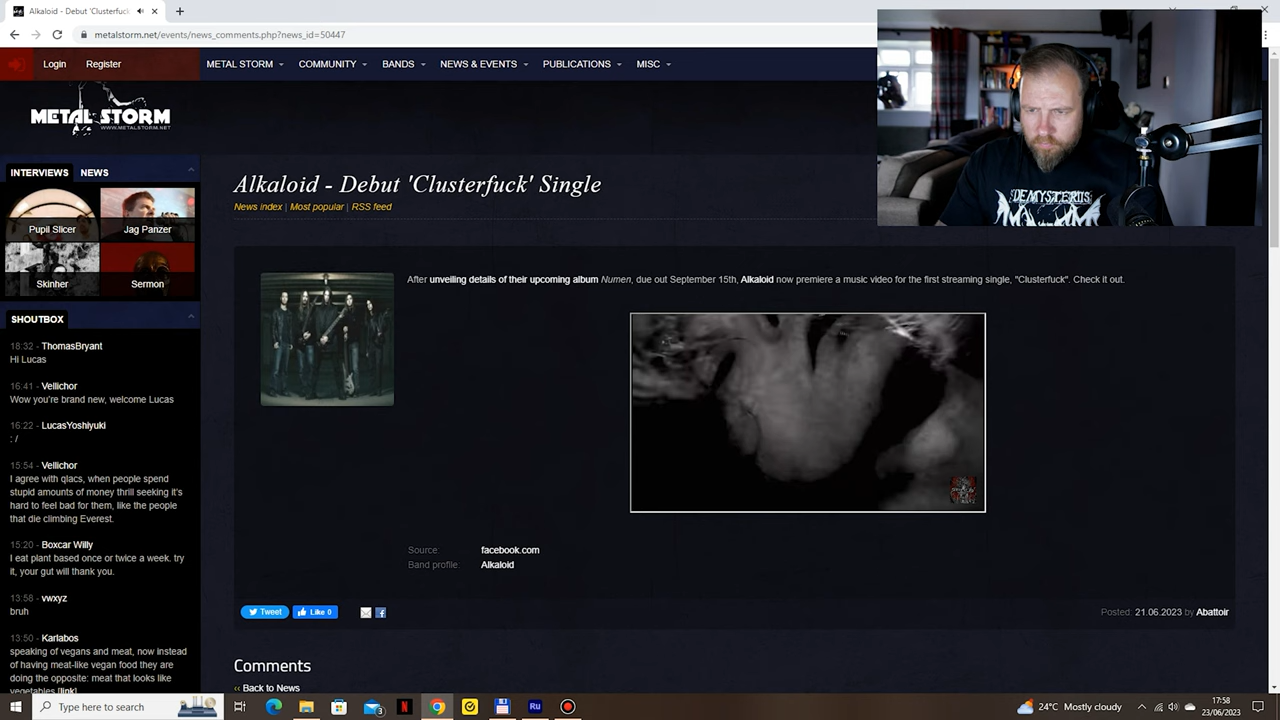 Alkaloid - Debut 'Clusterfuck
metalstorm.net/events/news_comments.php?news_id=50447
Login
Register
METAL STORM
COMMUNITY
BANDS
NEWS & EVENTS
PUBLICATIONS
MISC
METAL STORM
WWW.METALSTORM.NET
INTERVIEWS
NEWS
Pupil Slicer
Jag Panzer
Skinher
Sermon
SHOUTBOX
18:32 - ThomasBryant
Hi Lucas
16:41 - Vellichor
Wow you're brand new, welcome Lucas
16:22 - LucasYoshiyuki
: /
15:54 - Vellichor
I agree with qlacs, when people spend
stupid amounts of money thrill seeking it's
hard to feel bad for them, like the people
that die climbing Everest.
15:20 - Boxcar Willy
I eat plant based once or twice a week. try
it, your gut will thank you.
13:58 - vwxyz
bruh
13:50 - Karlabos
speaking of vegans and meat, now instead
of having meat-like vegan food they are
doing the opposite: meat that looks like
vegetables [link]
Alkaloid - Debut 'Clusterfuck' Single
News index | Most popular | RSS feed
After unveiling details of their upcoming album Numen, due out September 15th, Alkaloid now premiere a music video for the first streaming single, "Clusterfuck". Check it out.
Source: facebook.com
Band profile: Alkaloid
Tweet
Like 0
Posted: 21.06.2023 by Abattoir
Comments
‹‹ Back to News
DEMYSTERIIS
Type here to search
3
N
Ru
24°C Mostly cloudy
17:58
23/06/2023